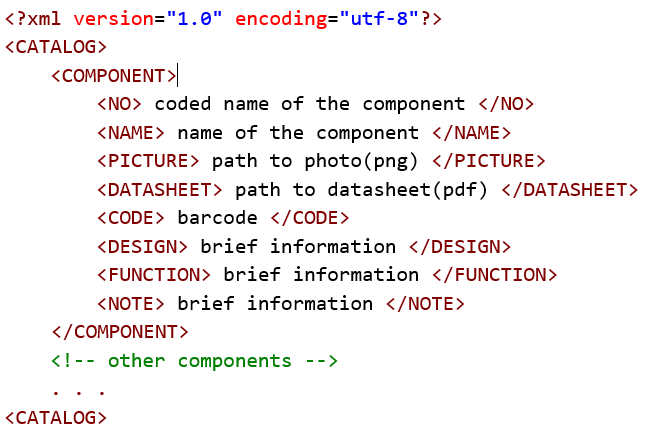 <?xml version="1.0" encoding="utf-8"?>
<CATALOG>
<COMPONENT>
<NO> coded name of the component </NO>
<NAME> name of the component </NAME>
<PICTURE> path to photo(png) </PICTURE>
<DATASHEET> path to datasheet(pdf) </DATASHEET>
<CODE> barcode </CODE>
<DESIGN> brief information </DESIGN>
<FUNCTION> brief information </FUNCTION>
<NOTE> brief information </NOTE>
</COMPONENT>
<!-- other components -->
. . .
<CATALOG>